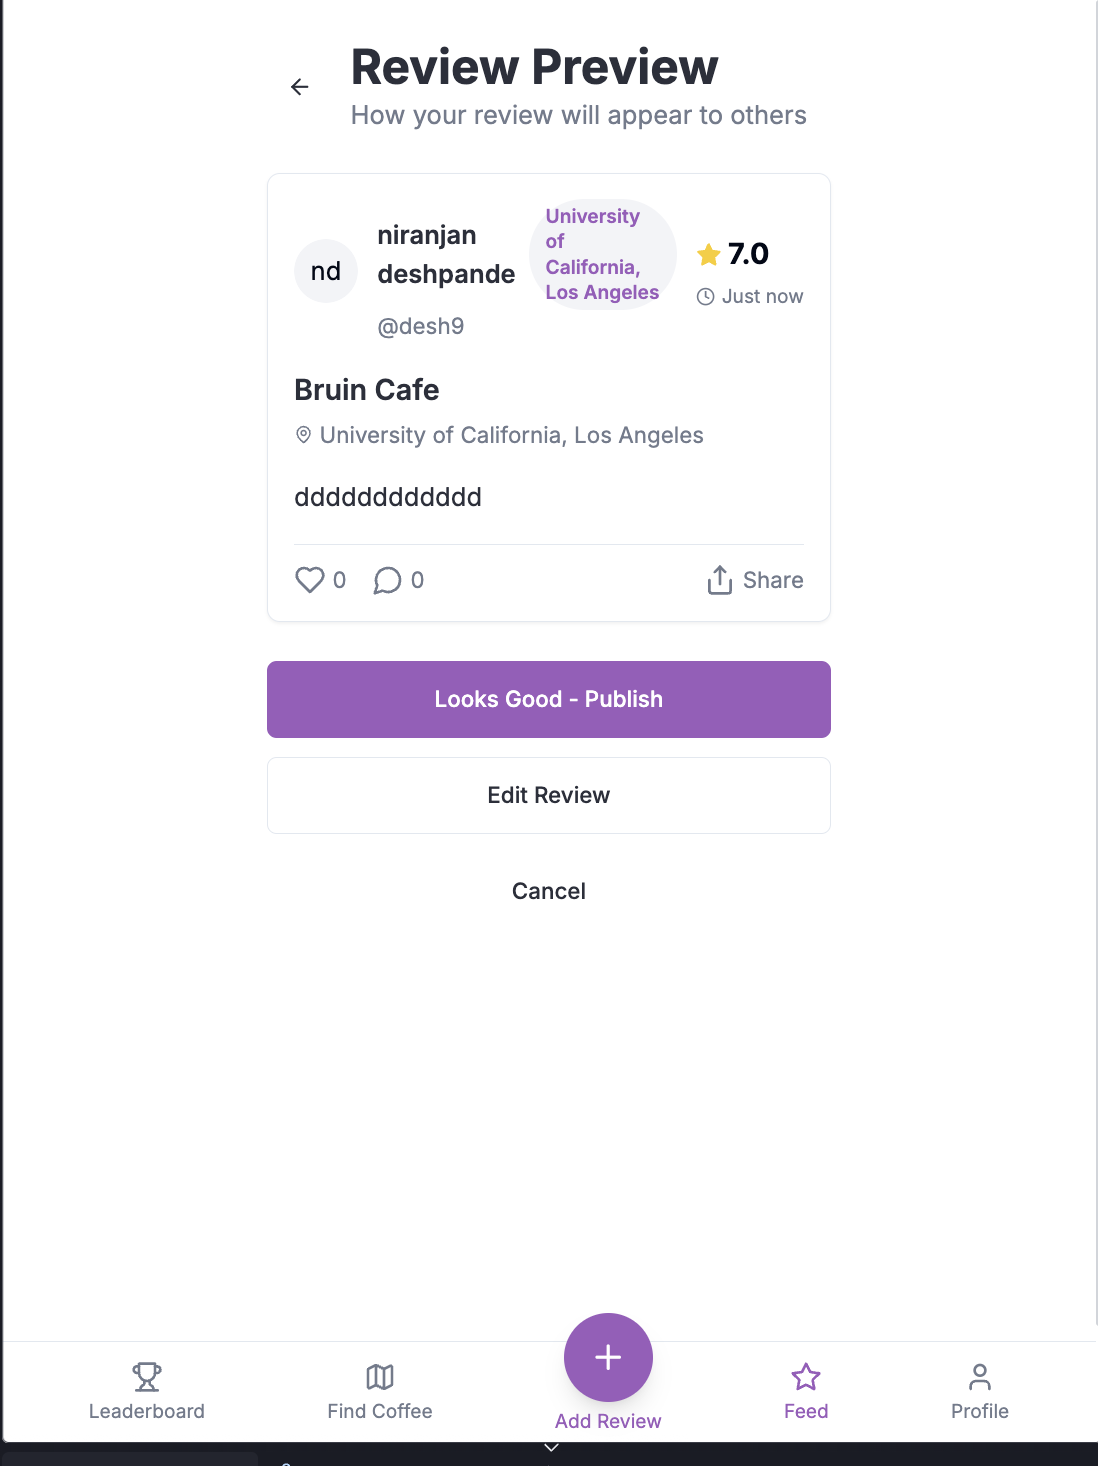 Review Preview
How your review will appear to others
nd
niranjan
deshpande
@desh9
University
of
California,
Los Angeles
7.0
Just now
Bruin Cafe
University of California, Los Angeles
dddddddddddd
0
0
Share
Looks Good - Publish
Edit Review
Cancel
Leaderboard
Find Coffee
Add Review
Feed
Profile